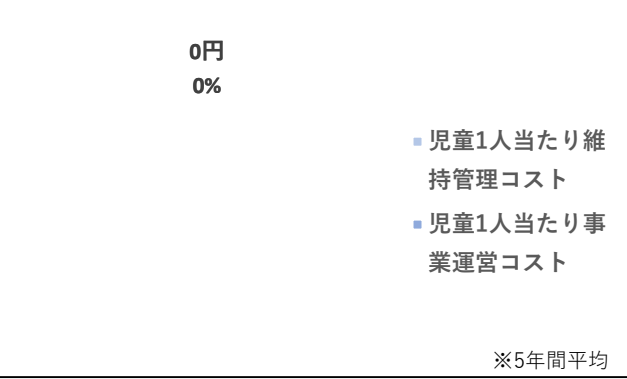 0円
0%
児童1人当たり維
持管理コスト
児童1人当たり事
業運営コスト
※5年間平均